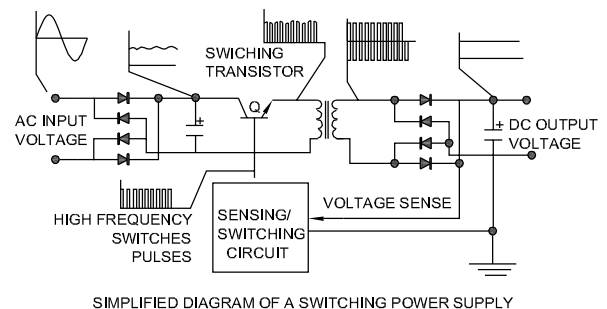 SWICHING
TRANSISTOR
Q
AC INPUT
VOLTAGE
+
+
DC OUTPUT
VOLTAGE
HIGH FREQUENCY
SWITCHES
PULSES
SENSING/
SWITCHING
CIRCUIT
VOLTAGE SENSE
SIMPLIFIED DIAGRAM OF A SWITCHING POWER SUPPLY